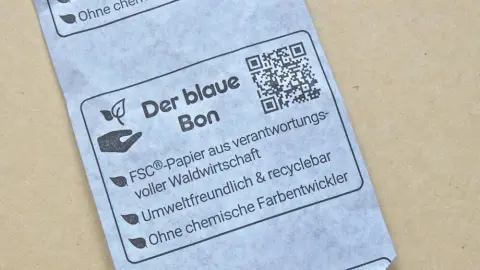 Ohne chem
Der blaue
Bon
FSC®-Papier aus verantwortungs-
voller Waldwirtschaft
Umweltfreundlich & recyclebar
Ohne chemische Farbentwickler